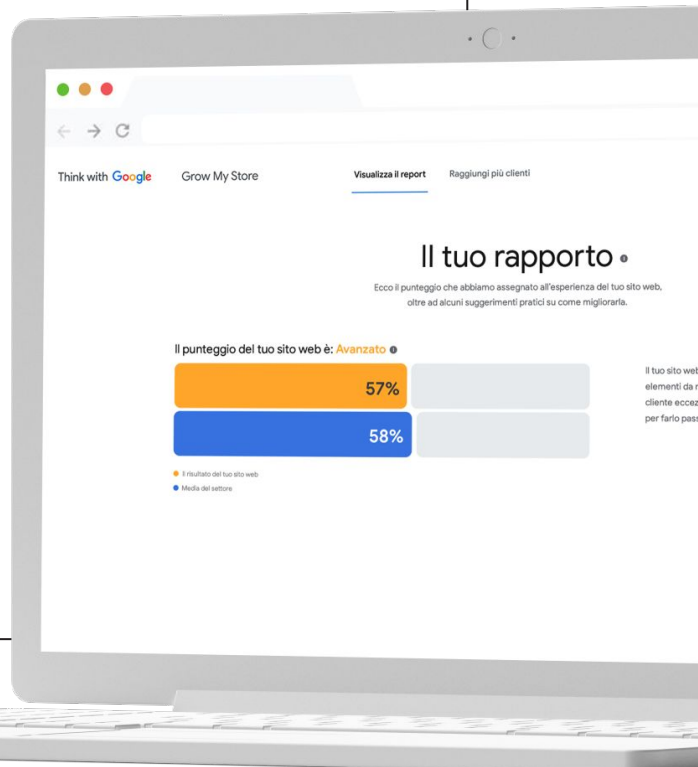 Think with Google
Grow My Store
Visualizza il report
Raggiungi più clienti
Il tuo rapporto
Ecco il punteggio che abbiamo assegnato all'esperienza del tuo sito web,
oltre ad alcuni suggerimenti pratici su come migliorarla.
Il punteggio del tuo sito web è: Avanzato
57%
58%
Il risultato del tuo sito web
Media del settore
Il tuo sito web
elementi da
cliente
per farlo